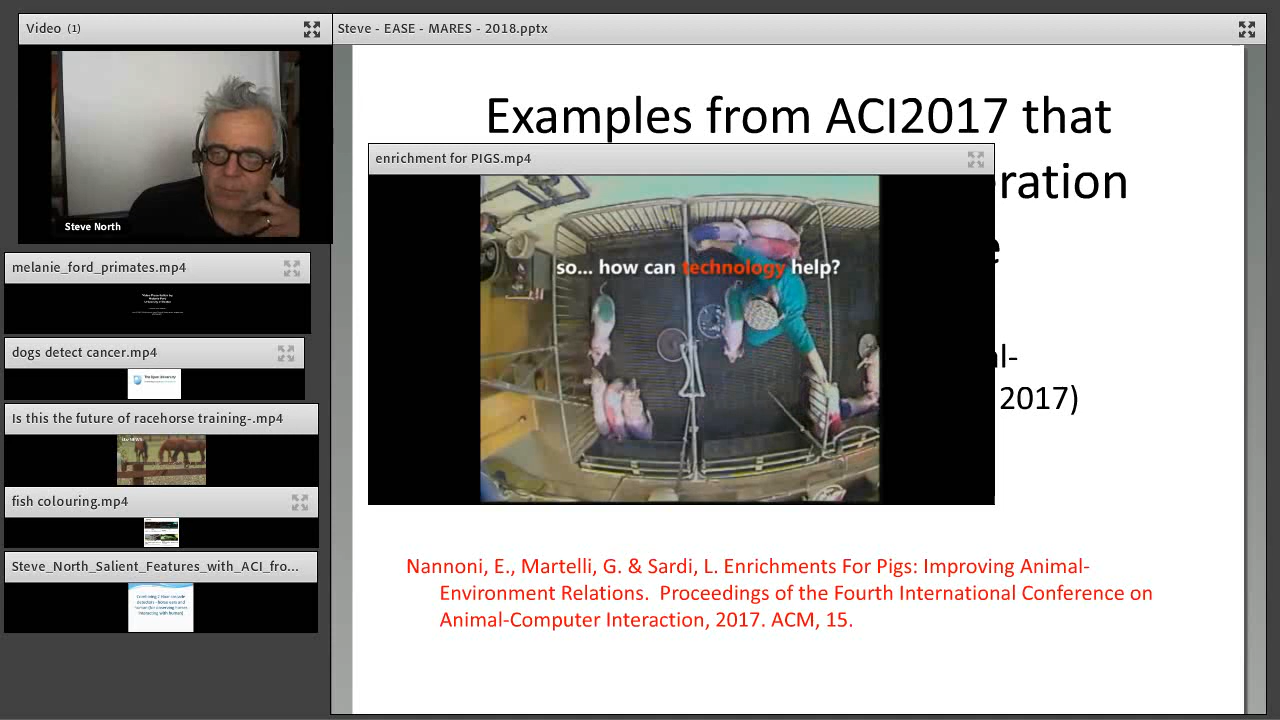 Video (1)
Steve North
melanie_ford_primates.mp4
dogs detect cancer.mp4
The Open University
Is this the future of racehorse training-.mp4
fish colouring.mp4
Steve_North_Salient_Features_with_ACI_fro...
Steve - EASE - MARES - 2018.pptx
Examples from ACI2017 that
ration
e
enrichment for PIGS.mp4
so... how can technology help?
al-
2017)
Nannoni, E., Martelli, G. & Sardi, L. Enrichments For Pigs: Improving Animal-
Environment Relations. Proceedings of the Fourth International Conference on
Animal-Computer Interaction, 2017. ACM, 15.